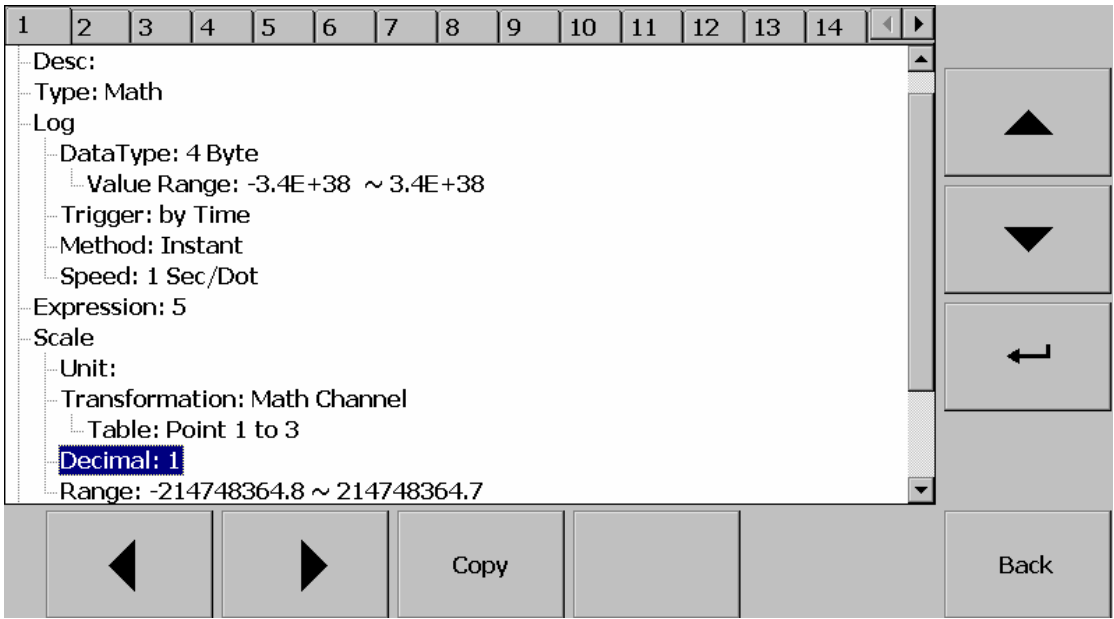 1 2 3 4 5 6 7 8 9 10 11 12 13 14
Desc:
Type: Math
Log
DataType: 4 Byte
Value Range: -3.4E+38 ~ 3.4E+38
Trigger: by Time
Method: Instant
Speed: 1 Sec/Dot
Expression: 5
Scale
Unit:
Transformation: Math Channel
Table: Point 1 to 3
Decimal: 1
Range: -214748364.8 ~ 214748364.7
Copy
Back